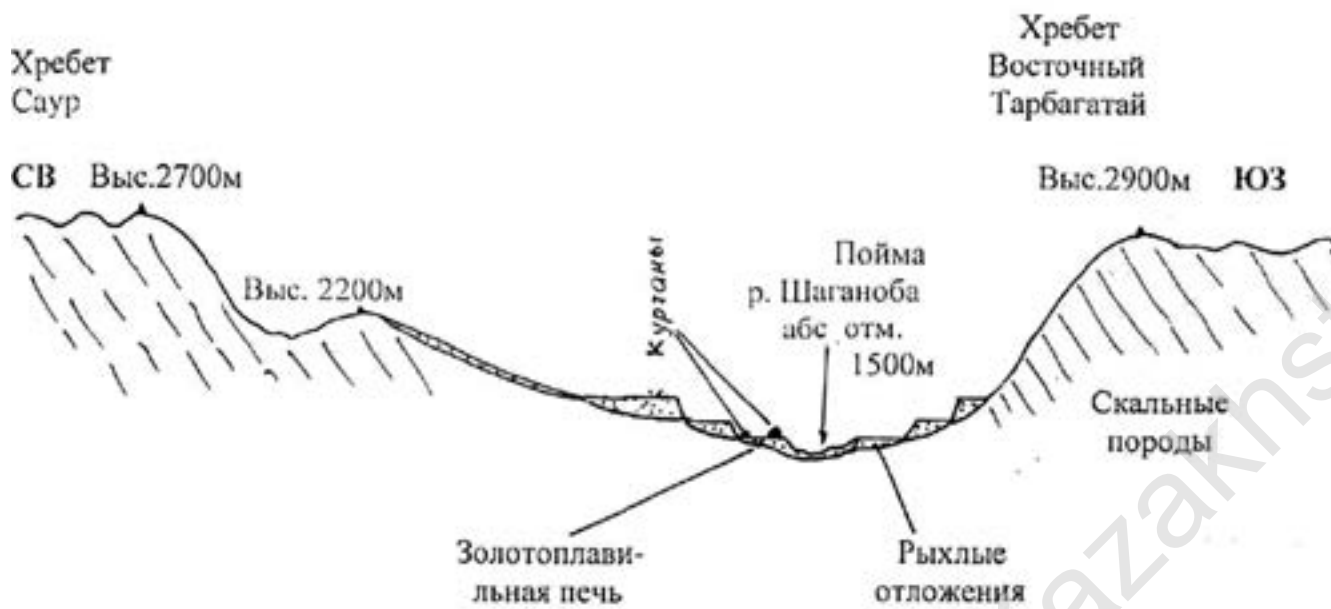 Хребет
Саур
Хребет
Восточный
Тарбагатай
СВ Выс.2700м
Выс.2900м ЮЗ
Выс. 2200м
Курганы
Пойма
р. Шаганоба
абс отм.
1500м
Скальные
породы
Золотоплави-
льная печь
Рыхлые
отложения
azakhs